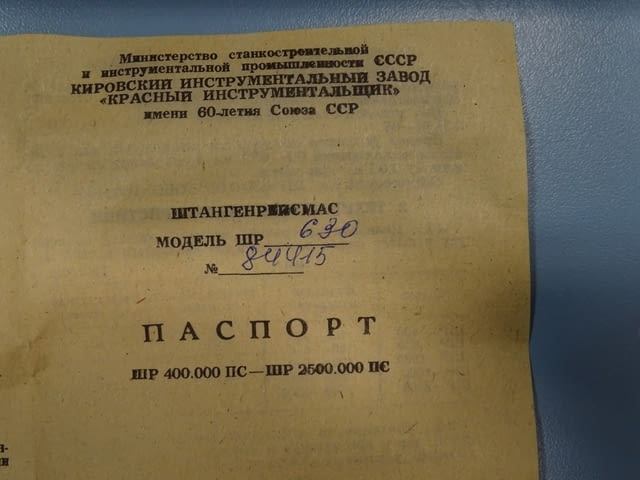 Министерство станкостроительной
и инструментальной промышленности СССР
КИРОВСКИЙ ИНСТРУМЕНТАЛЬНЫЙ ЗАВОД
«КРАСНЫЙ ИНСТРУМЕНТАЛЬЩИК»
имени 60-летия Союза ССР
ШТАНГЕНРЕЙСМАС
МОДЕЛЬ ШР 630
№ 84415
ПАСПОРТ
ШР 400.000 ПС—ШР 2500.000 ПС